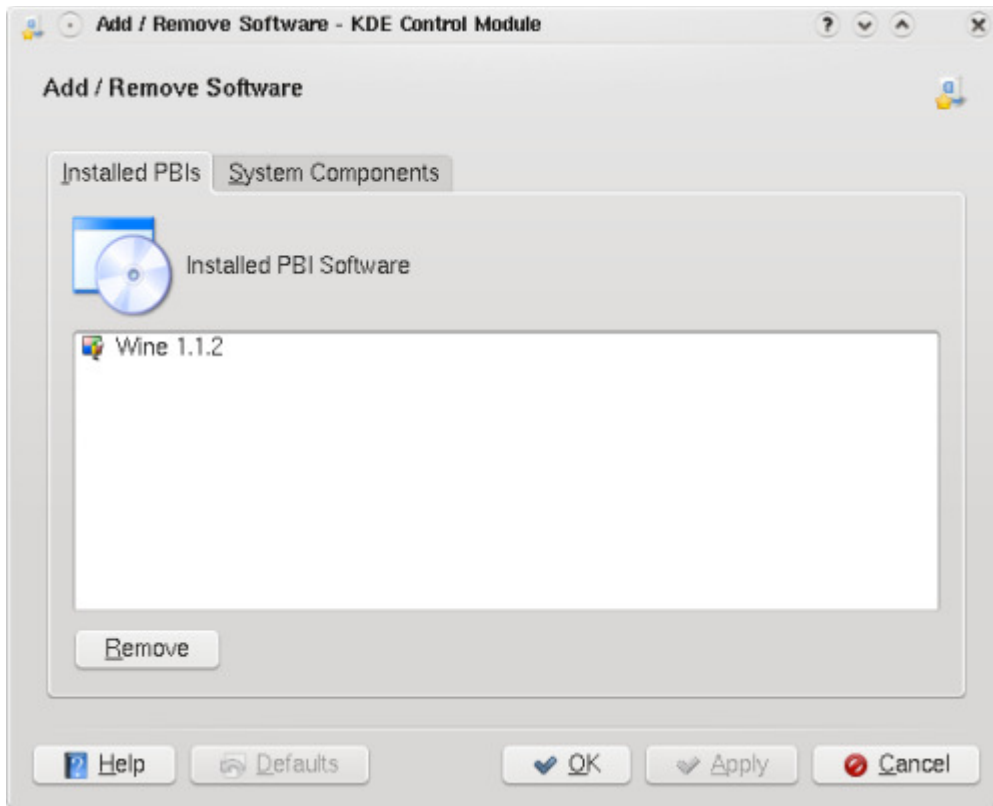 Add / Remove Software - KDE Control Module
Add / Remove Software
Installed PBIs System Components
Installed PBI Software
Wine 1.1.2
Remove
Help Defaults OK Apply Cancel